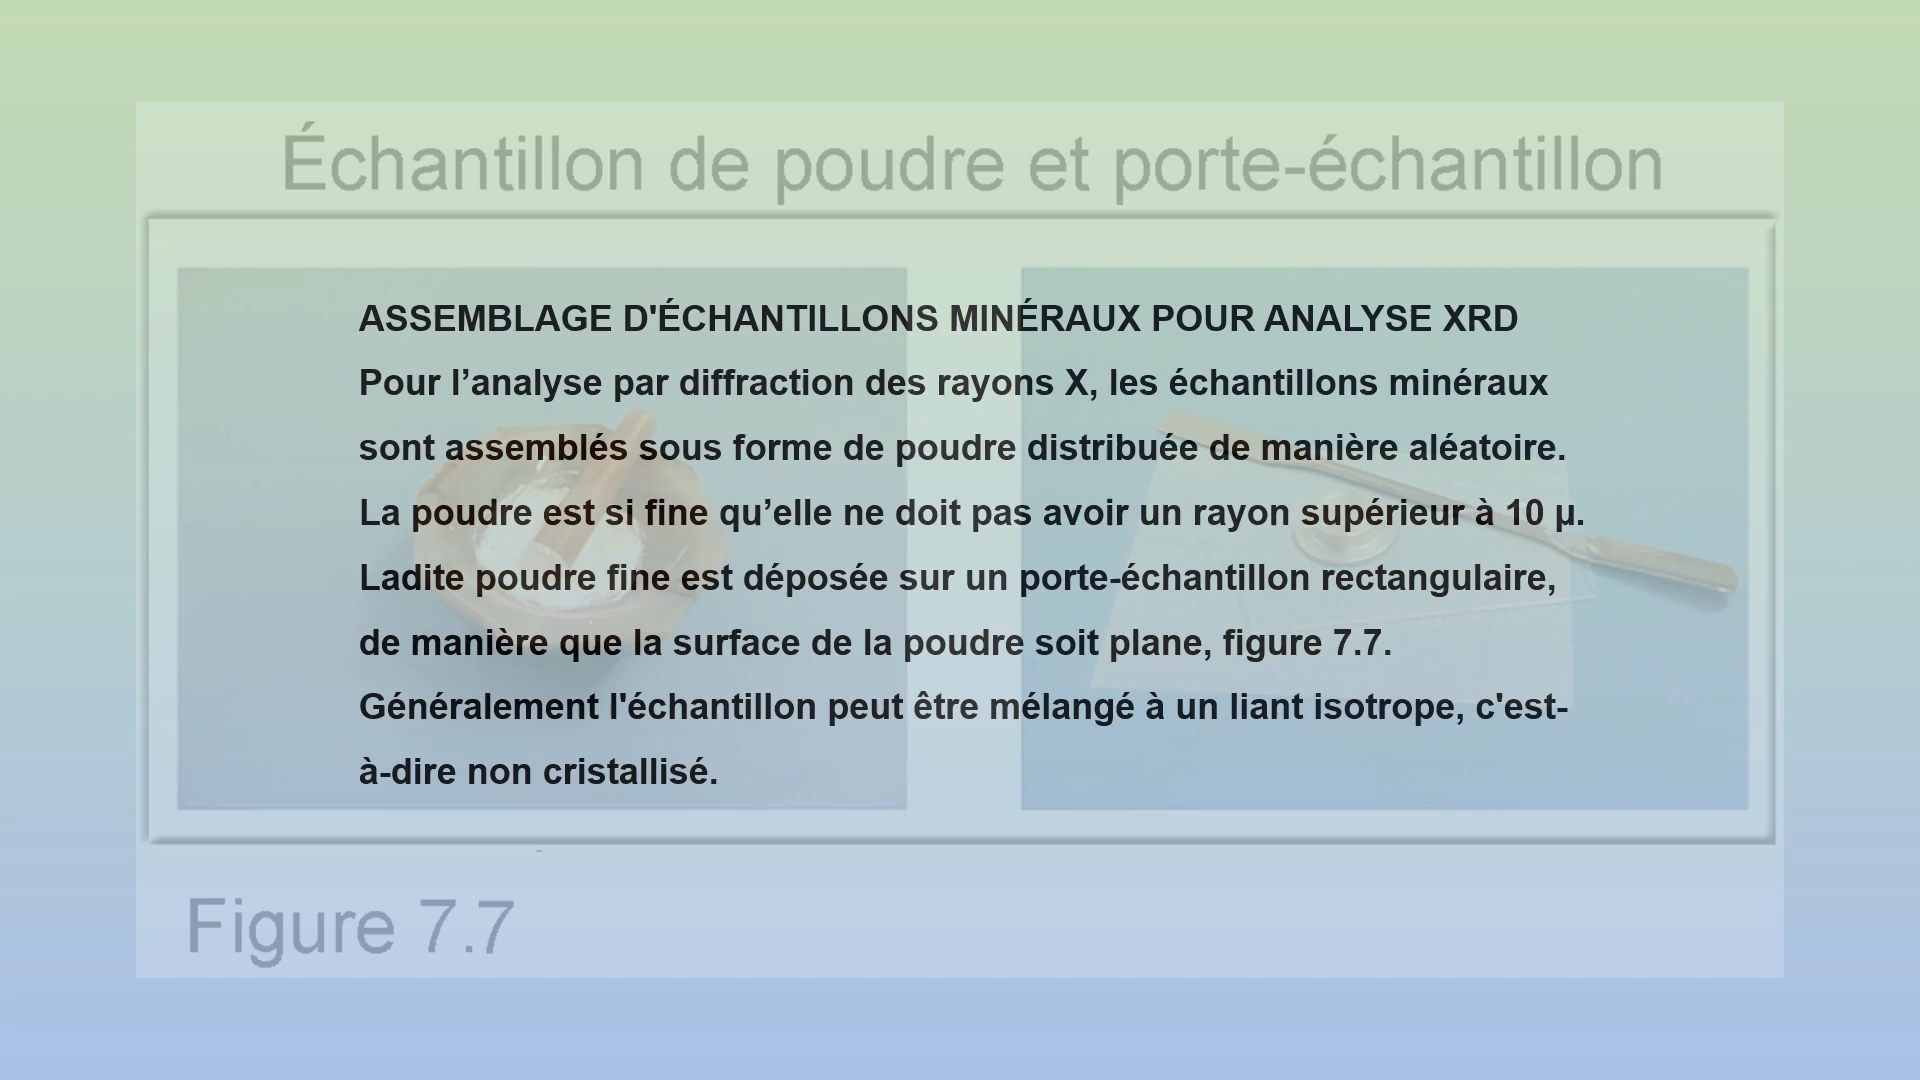 Échantillon de poudre et porte-échantillon
ASSEMBLAGE D'ÉCHANTILLONS MINÉRAUX POUR ANALYSE XRD
Pour l’analyse par diffraction des rayons X, les échantillons minéraux
sont assemblés sous forme de poudre distribuée de manière aléatoire.
La poudre est si fine qu’elle ne doit pas avoir un rayon supérieur à 10 µ.
Ladite poudre fine est déposée sur un porte-échantillon rectangulaire,
de manière que la surface de la poudre soit plane, figure 7.7.
Généralement l'échantillon peut être mélangé à un liant isotrope, c'est-
à-dire non cristallisé.
Figure 7.7